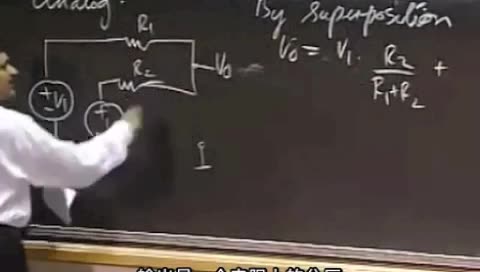 Analog:
By superposition
R1
R2
V0
V1
V0 = V1 · R2 / R1+R2 +